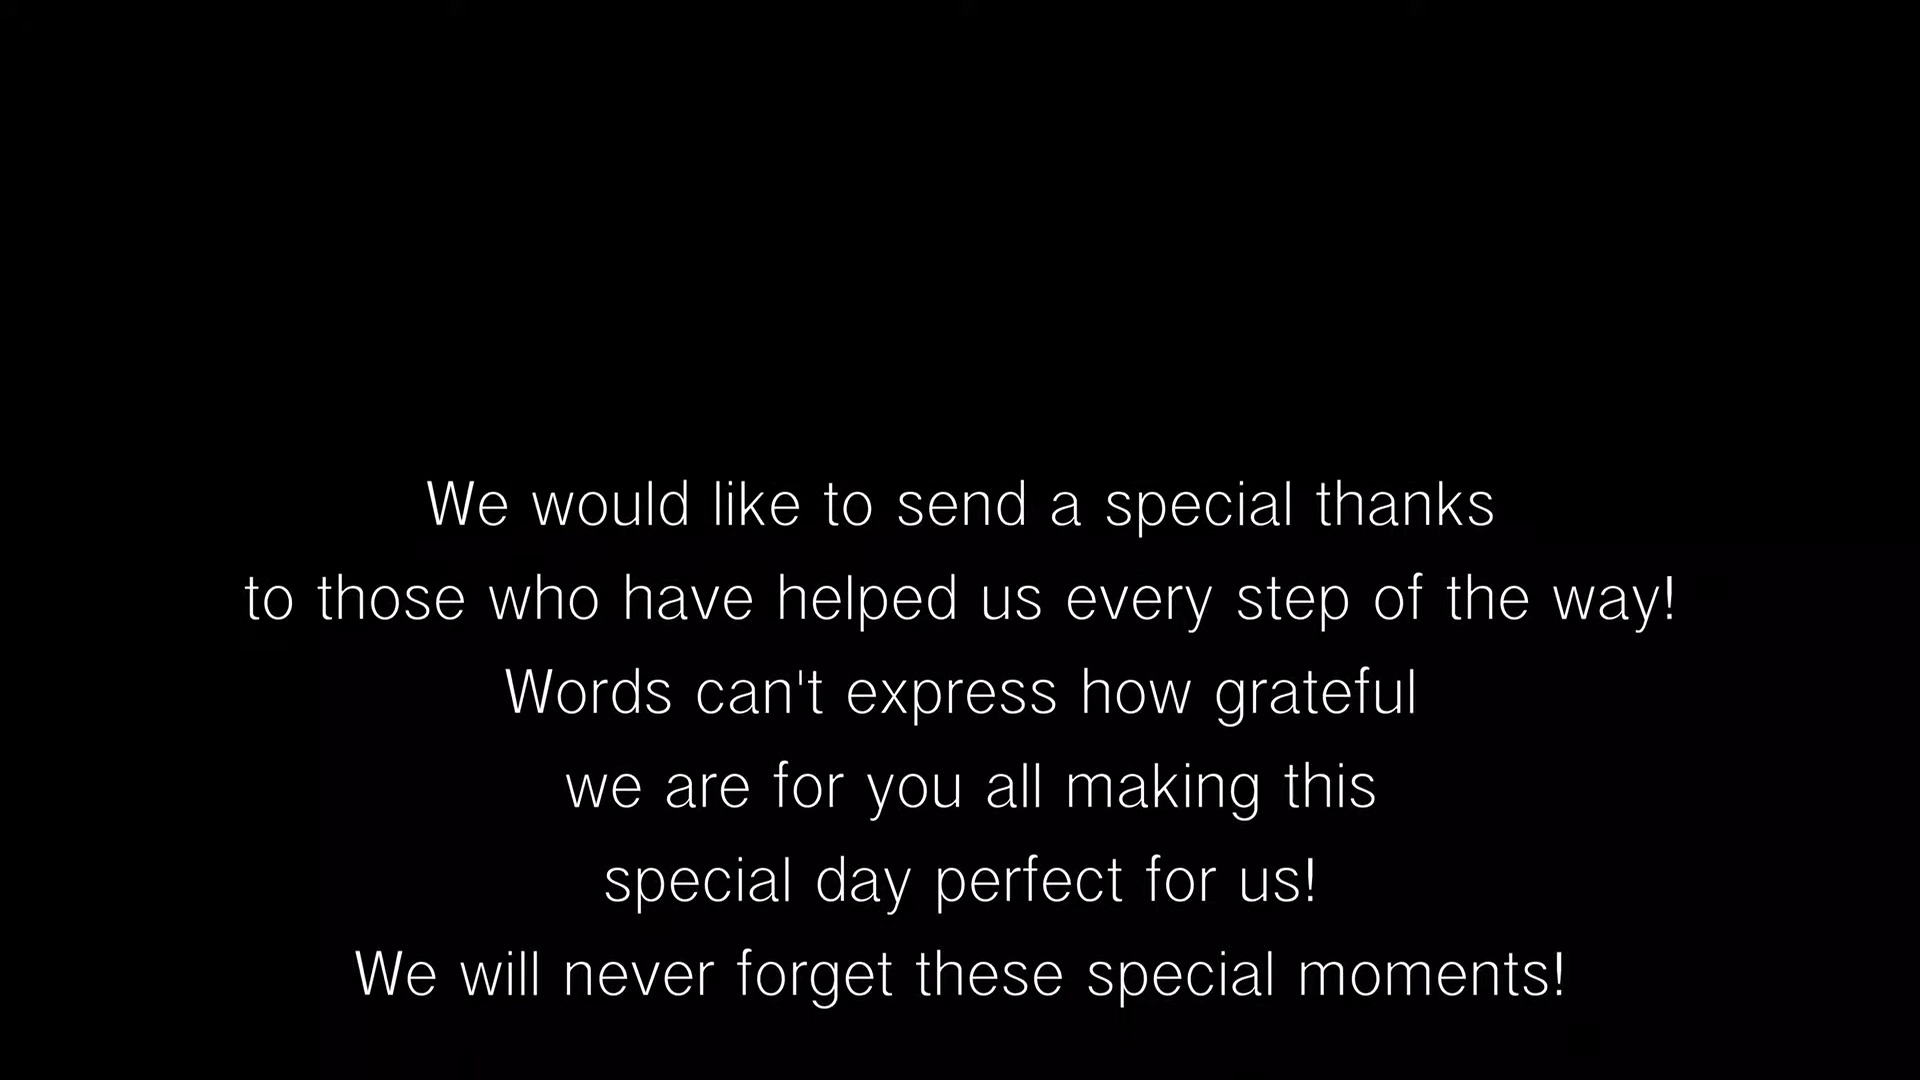 We would like to send a special thanks
to those who have helped us every step of the way!
Words can't express how grateful
we are for you all making this
special day perfect for us!
We will never forget these special moments!